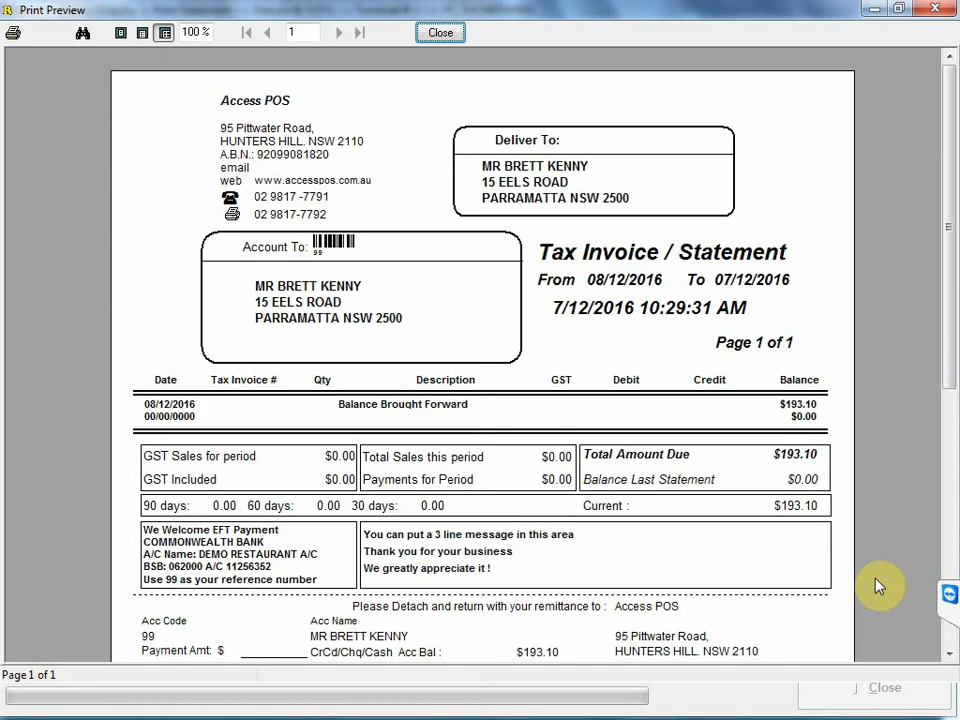 Print Preview
100 %
1
Close
Access POS
95 Pittwater Road,
HUNTERS HILL. NSW 2110
A.B.N.: 92099081820
email
web www.accesspos.com.au
02 9817 -7791
02 9817-7792
Deliver To:
MR BRETT KENNY
15 EELS ROAD
PARRAMATTA NSW 2500
Account To:
99
MR BRETT KENNY
15 EELS ROAD
PARRAMATTA NSW 2500
Tax Invoice / Statement
From 08/12/2016 To 07/12/2016
7/12/2016 10:29:31 AM
Page 1 of 1
Date Tax Invoice # Qty Description GST Debit Credit Balance
08/12/2016 Balance Brought Forward $193.10
00/00/0000 $0.00
GST Sales for period $0.00 Total Sales this period $0.00 Total Amount Due $193.10
GST Included $0.00 Payments for Period $0.00 Balance Last Statement $0.00
90 days: 0.00 60 days: 0.00 30 days: 0.00 Current : $193.10
We Welcome EFT Payment
COMMONWEALTH BANK
A/C Name: DEMO RESTAURANT A/C
BSB: 062000 A/C 11256352
Use 99 as your reference number
You can put a 3 line message in this area
Thank you for your business
We greatly appreciate it !
Please Detach and return with your remittance to : Access POS
Acc Code Acc Name
99 MR BRETT KENNY 95 Pittwater Road,
Payment Amt: $ CrCd/Chq/Cash Acc Bal : $193.10 HUNTERS HILL. NSW 2110
Page 1 of 1
Close